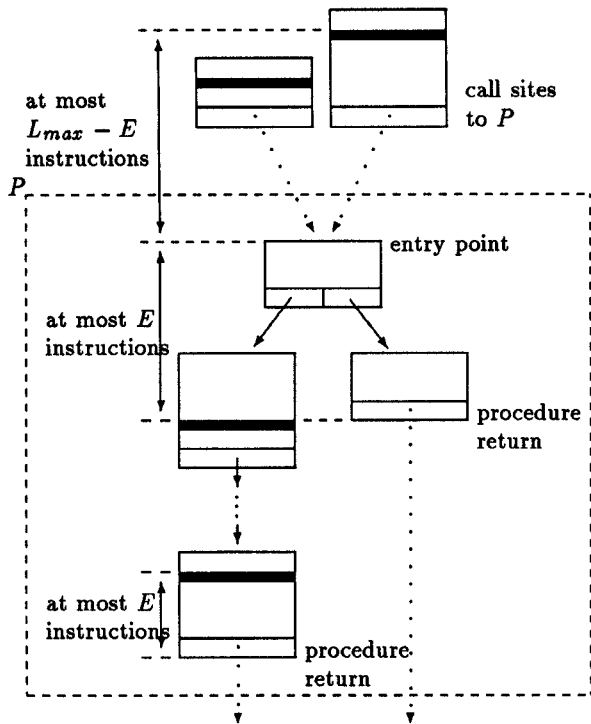 at most
L_max − E
instructions
call sites
to P
P
entry point
at most E
instructions
procedure
return
at most E
instructions
procedure
return